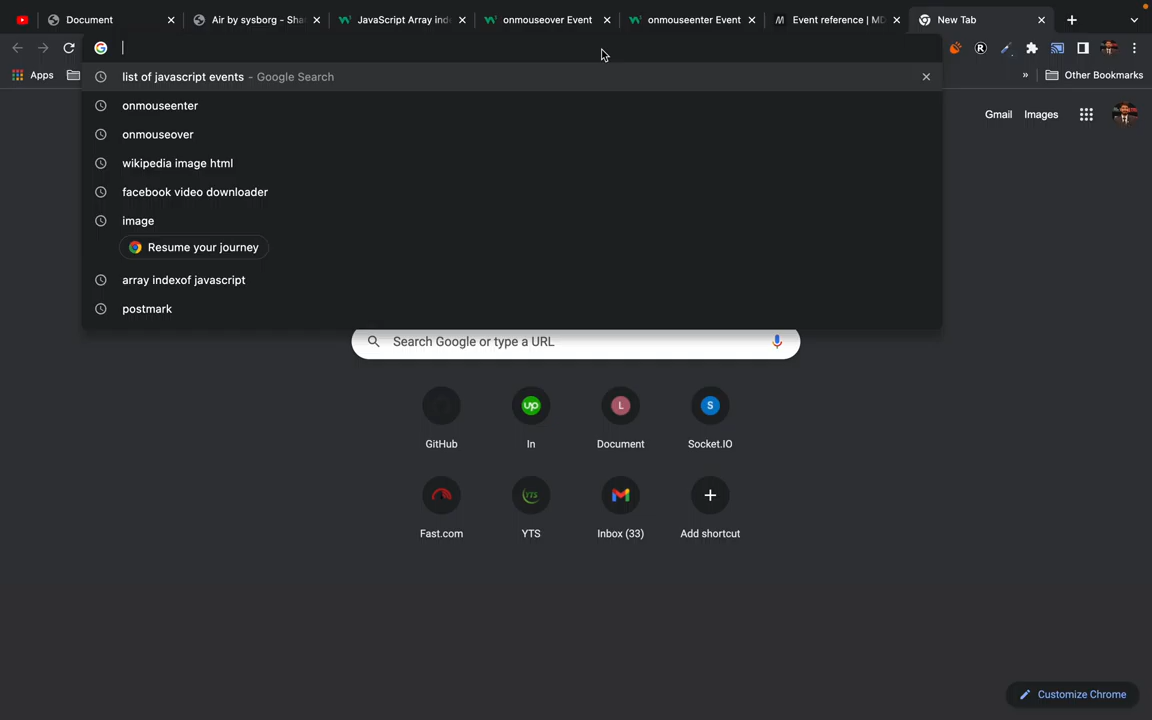 Document
Air by sysborg - Sha
JavaScript Array inde
onmouseover Event
onmouseenter Event
Event reference | MD
New Tab
list of javascript events - Google Search
Apps
»
Other Bookmarks
onmouseenter
Gmail
Images
onmouseover
wikipedia image html
facebook video downloader
image
Resume your journey
array indexof javascript
postmark
Search Google or type a URL
GitHub
In
Document
Socket.IO
Fast.com
YTS
Inbox (33)
Add shortcut
Customize Chrome